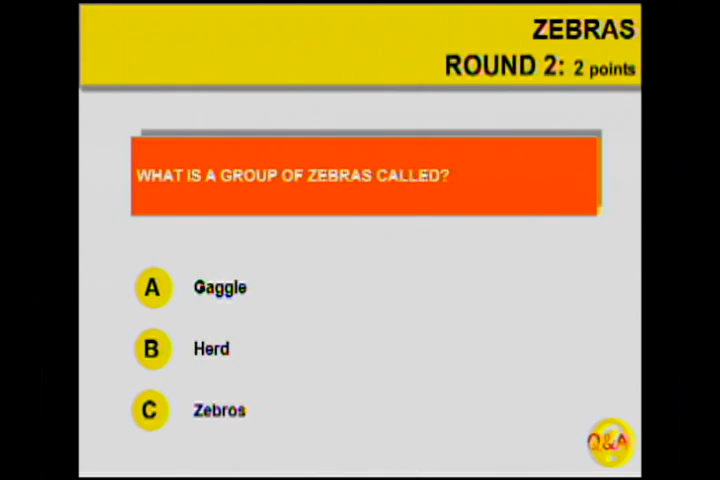 ZEBRAS
ROUND 2: 2 points
WHAT IS A GROUP OF ZEBRAS CALLED?
A Gaggle
B Herd
C Zebros
Q&A